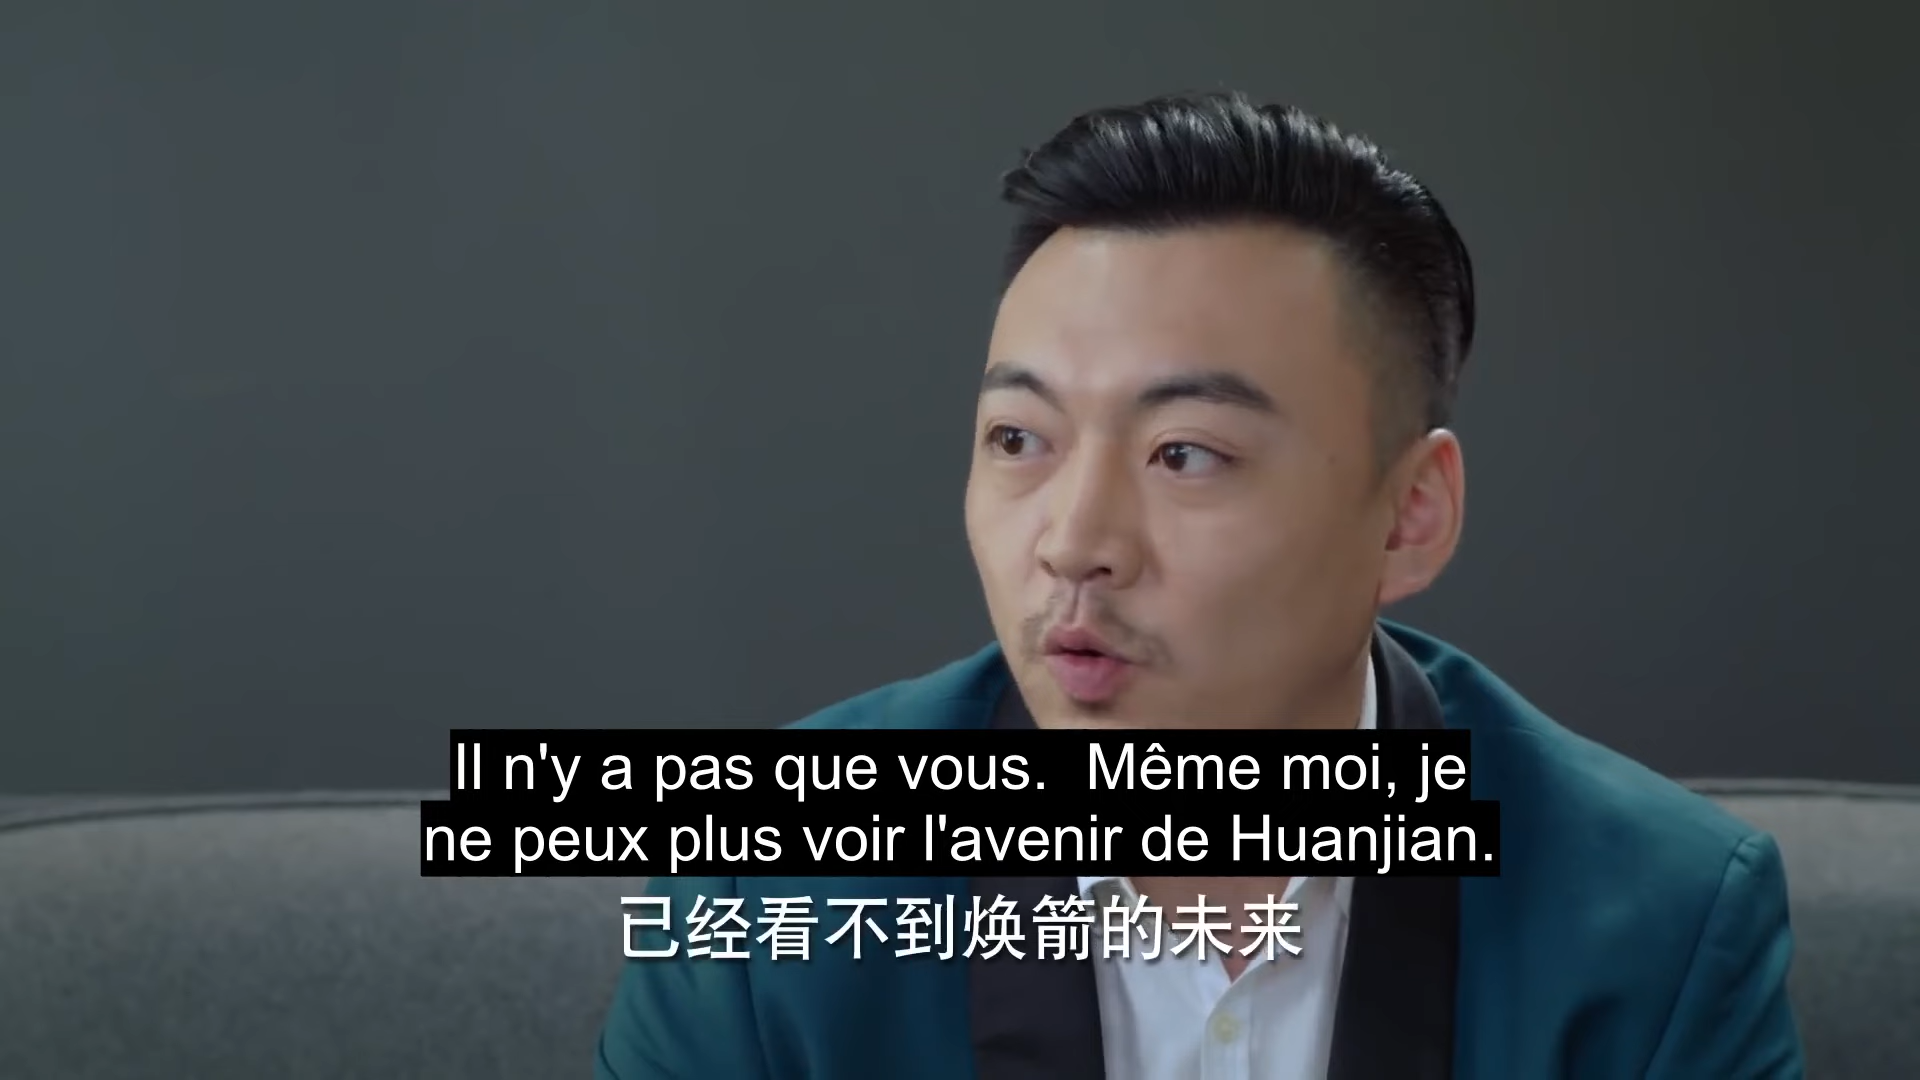 Il n'y a pas que vous.  Même moi, je
ne peux plus voir l'avenir de Huanjian.
已经看不到焕箭的未来